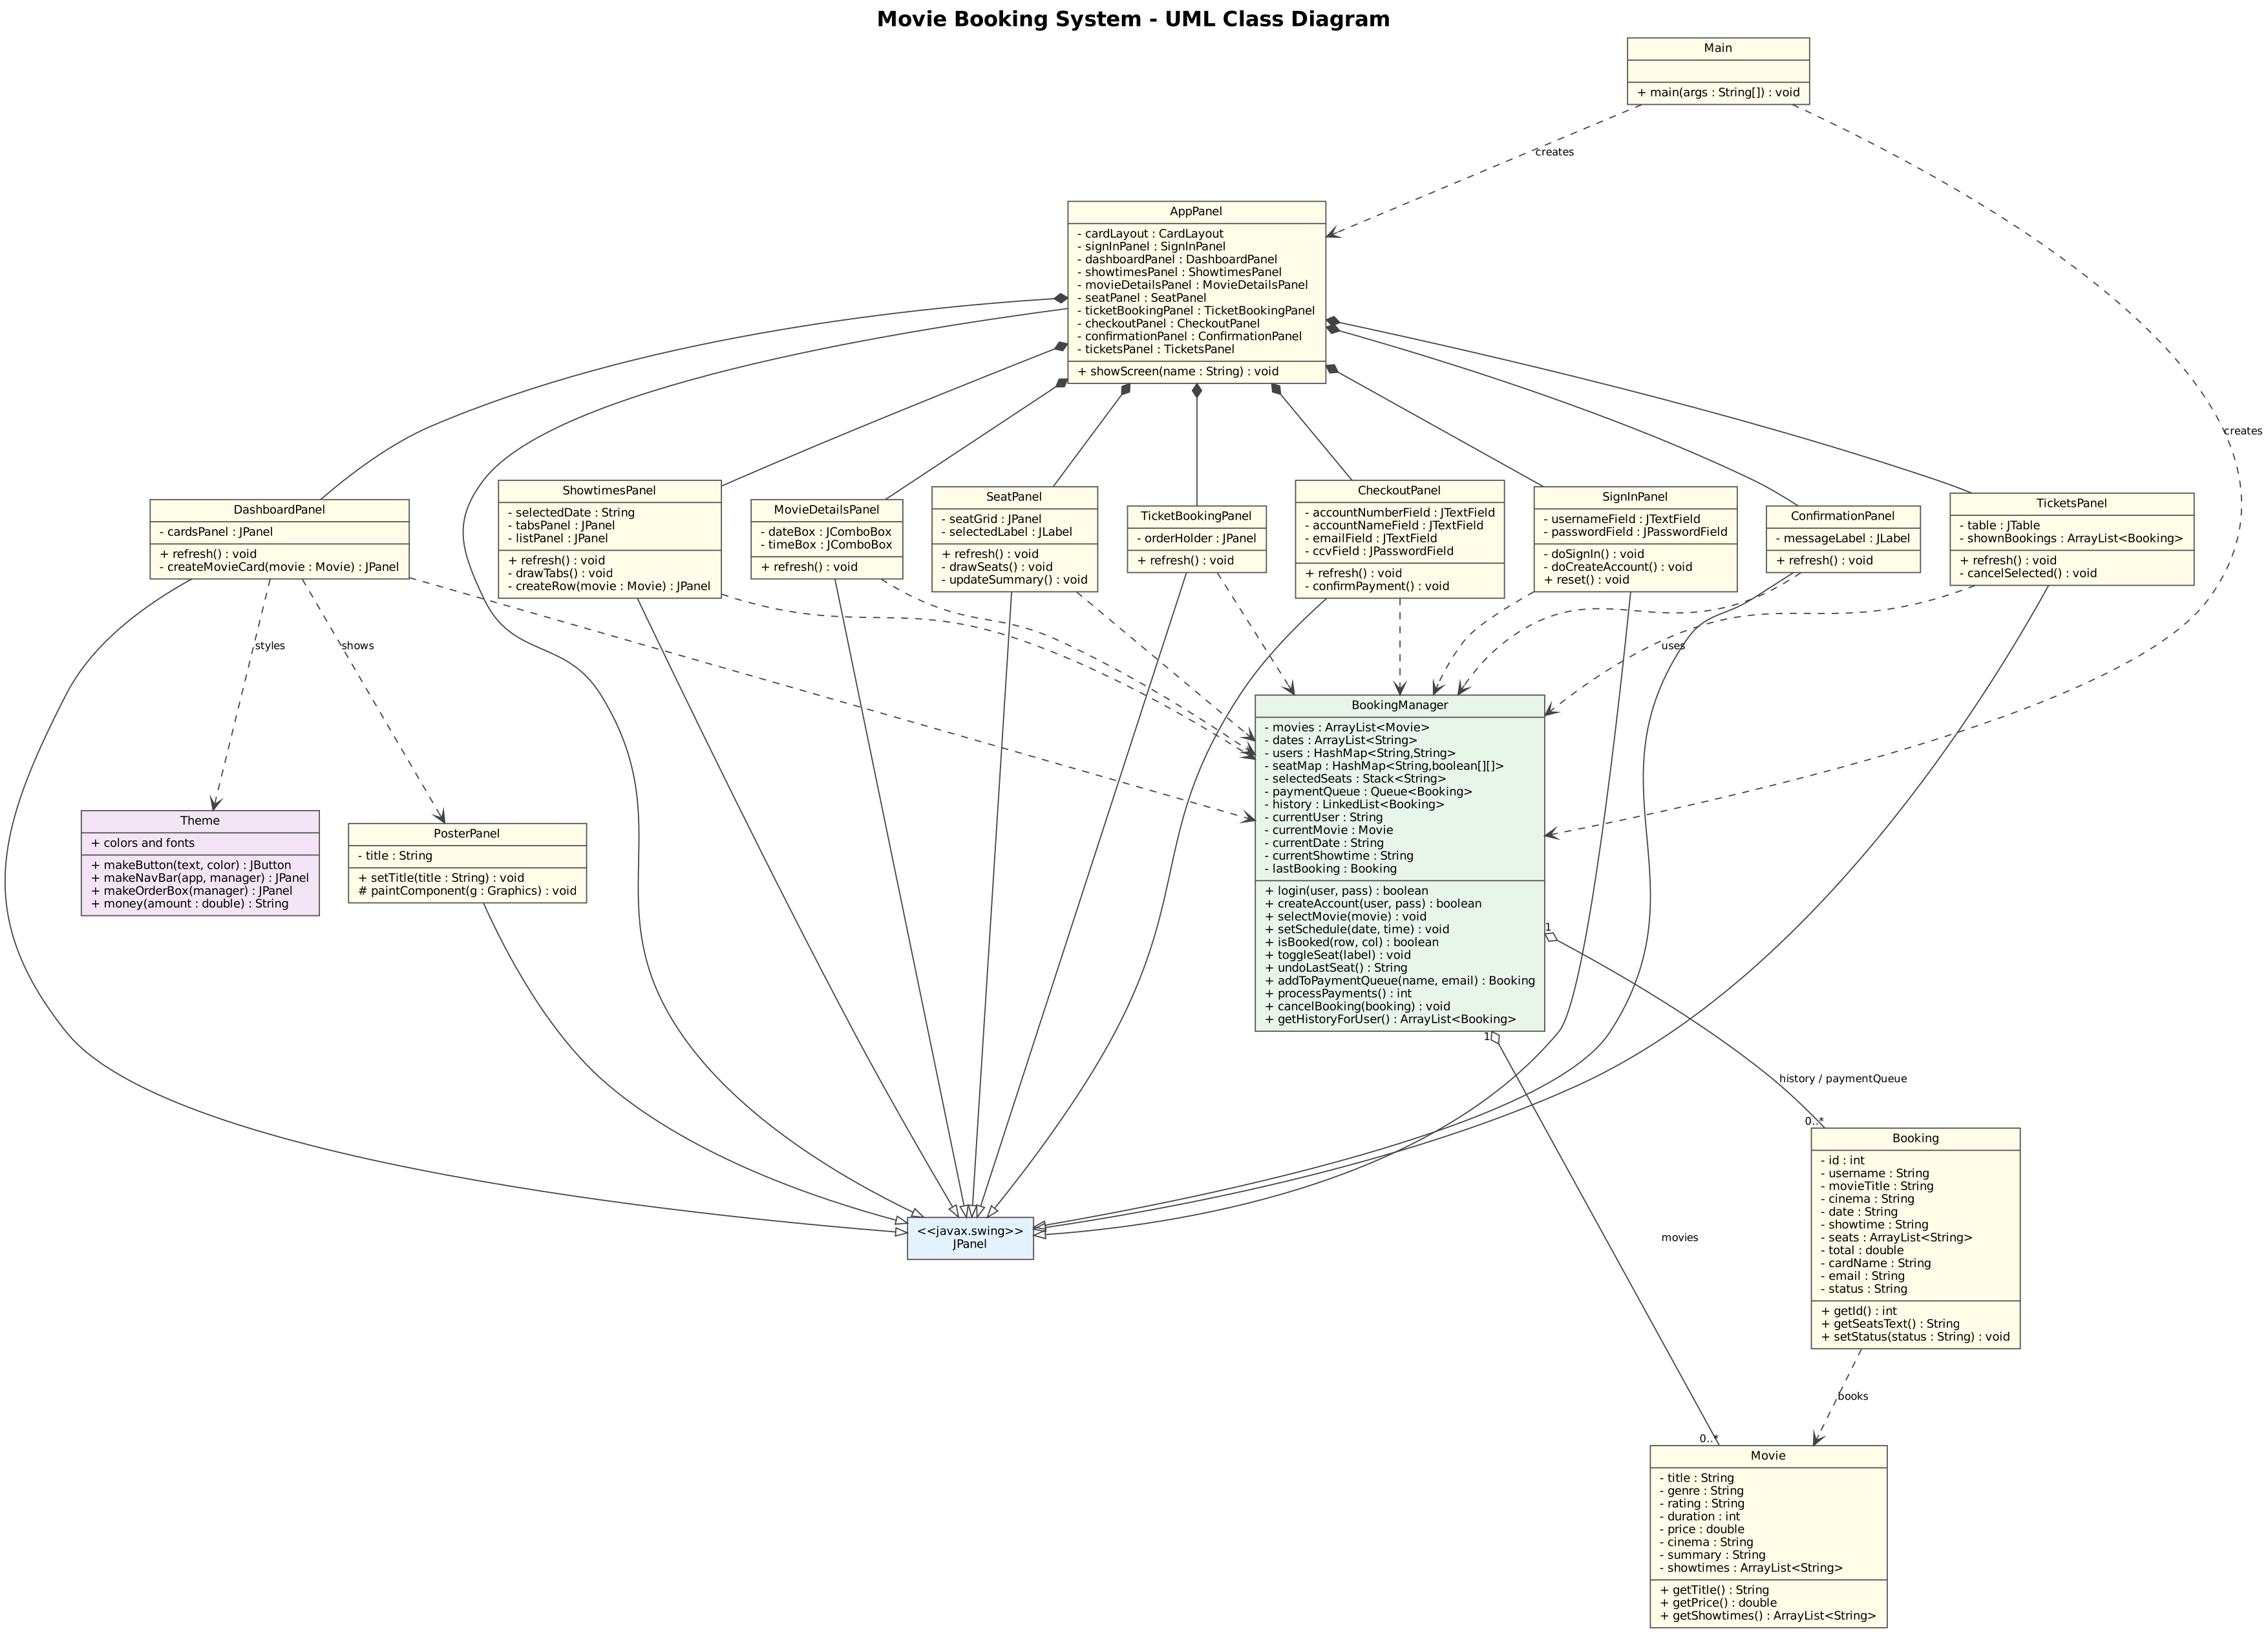 Movie Booking System - UML Class Diagram
Main
+ main(args : String[]) : void
creates
creates
AppPanel
- cardLayout : CardLayout
- signInPanel : SignInPanel
- dashboardPanel : DashboardPanel
- showtimesPanel : ShowtimesPanel
- movieDetailsPanel : MovieDetailsPanel
- seatPanel : SeatPanel
- ticketBookingPanel : TicketBookingPanel
- checkoutPanel : CheckoutPanel
- confirmationPanel : ConfirmationPanel
- ticketsPanel : TicketsPanel
+ showScreen(name : String) : void
DashboardPanel
- cardsPanel : JPanel
+ refresh() : void
- createMovieCard(movie : Movie) : JPanel
ShowtimesPanel
- selectedDate : String
- tabsPanel : JPanel
- listPanel : JPanel
+ refresh() : void
- drawTabs() : void
- createRow(movie : Movie) : JPanel
MovieDetailsPanel
- dateBox : JComboBox
- timeBox : JComboBox
+ refresh() : void
SeatPanel
- seatGrid : JPanel
- selectedLabel : JLabel
+ refresh() : void
- drawSeats() : void
- updateSummary() : void
TicketBookingPanel
- orderHolder : JPanel
+ refresh() : void
CheckoutPanel
- accountNumberField : JTextField
- accountNameField : JTextField
- emailField : JTextField
- ccvField : JPasswordField
+ refresh() : void
- confirmPayment() : void
SignInPanel
- usernameField : JTextField
- passwordField : JPasswordField
- doSignIn() : void
- doCreateAccount() : void
+ reset() : void
ConfirmationPanel
- messageLabel : JLabel
+ refresh() : void
TicketsPanel
- table : JTable
- shownBookings : ArrayList<Booking>
+ refresh() : void
- cancelSelected() : void
styles
shows
uses
Theme
+ colors and fonts
+ makeButton(text, color) : JButton
+ makeNavBar(app, manager) : JPanel
+ makeOrderBox(manager) : JPanel
+ money(amount : double) : String
PosterPanel
- title : String
+ setTitle(title : String) : void
# paintComponent(g : Graphics) : void
BookingManager
- movies : ArrayList<Movie>
- dates : ArrayList<String>
- users : HashMap<String,String>
- seatMap : HashMap<String,boolean[][]>
- selectedSeats : Stack<String>
- paymentQueue : Queue<Booking>
- history : LinkedList<Booking>
- currentUser : String
- currentMovie : Movie
- currentDate : String
- currentShowtime : String
- lastBooking : Booking
+ login(user, pass) : boolean
+ createAccount(user, pass) : boolean
+ selectMovie(movie) : void
+ setSchedule(date, time) : void
+ isBooked(row, col) : boolean
+ toggleSeat(label) : void
+ undoLastSeat() : String
+ addToPaymentQueue(name, email) : Booking
+ processPayments() : int
+ cancelBooking(booking) : void
+ getHistoryForUser() : ArrayList<Booking>
1
1
history / paymentQueue
0..*
<<javax.swing>>
JPanel
movies
Booking
- id : int
- username : String
- movieTitle : String
- cinema : String
- date : String
- showtime : String
- seats : ArrayList<String>
- total : double
- cardName : String
- email : String
- status : String
+ getId() : int
+ getSeatsText() : String
+ setStatus(status : String) : void
books
0..*
Movie
- title : String
- genre : String
- rating : String
- duration : int
- price : double
- cinema : String
- summary : String
- showtimes : ArrayList<String>
+ getTitle() : String
+ getPrice() : double
+ getShowtimes() : ArrayList<String>